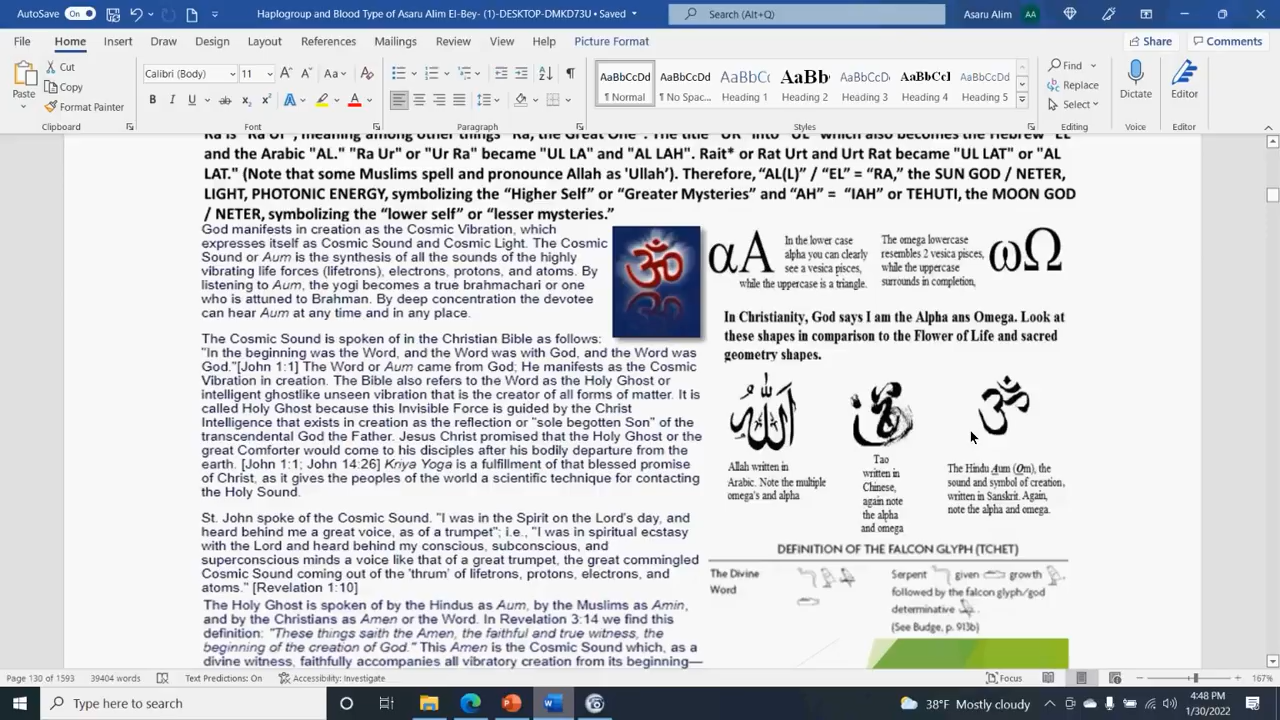 AutoSave On Haplogroup and Blood Type of Asaru Alim El-Bey- (1)-DESKTOP-DMKD73U • Saved Search (Alt+Q) Asaru Alim AA
File Home Insert Draw Design Layout References Mailings Review View Help Picture Format Share Comments
Paste Cut Copy Format Painter
Calibri (Body) 11
¶ Normal ¶ No Spac... Heading 1 Heading 2 Heading 3 Heading 4 Heading 5
Find Replace Select Dictate Editor
Clipboard Font Paragraph Styles Editing Voice Editor
Ra is "Ra Ur", meaning among other things "Ra, the Great One". The title "UR" into "UL" which also becomes the Hebrew "EL"
and the Arabic "AL." "Ra Ur" or "Ur Ra" became "UL LA" and "AL LAH". Rait* or Rat Urt and Urt Rat became "UL LAT" or "AL
LAT." (Note that some Muslims spell and pronounce Allah as 'Ullah'). Therefore, “AL(L)” / “EL” = “RA,” the SUN GOD / NETER,
LIGHT, PHOTONIC ENERGY, symbolizing the “Higher Self” or “Greater Mysteries” and “AH” = “IAH” or TEHUTI, the MOON GOD
/ NETER, symbolizing the “lower self” or “lesser mysteries.”
God manifests in creation as the Cosmic Vibration, which
expresses itself as Cosmic Sound and Cosmic Light. The Cosmic
Sound or Aum is the synthesis of all the sounds of the highly
vibrating life forces (lifetrons), electrons, protons, and atoms. By
listening to Aum, the yogi becomes a true brahmachari or one
who is attuned to Brahman. By deep concentration the devotee
can hear Aum at any time and in any place.
The Cosmic Sound is spoken of in the Christian Bible as follows:
"In the beginning was the Word, and the Word was with God, and the Word was
God."[John 1:1] The Word or Aum came from God; He manifests as the Cosmic
Vibration in creation. The Bible also refers to the Word as the Holy Ghost or
intelligent ghostlike unseen vibration that is the creator of all forms of matter. It is
called Holy Ghost because this Invisible Force is guided by the Christ
Intelligence that exists in creation as the reflection or "sole begotten Son" of the
transcendental God the Father. Jesus Christ promised that the Holy Ghost or the
great Comforter would come to his disciples after his bodily departure from the
earth. [John 1:1; John 14:26] Kriya Yoga is a fulfillment of that blessed promise
of Christ, as it gives the peoples of the world a scientific technique for contacting
the Holy Sound.
St. John spoke of the Cosmic Sound. "I was in the Spirit on the Lord's day, and
heard behind me a great voice, as of a trumpet"; i.e., "I was in spiritual ecstasy
with the Lord and heard behind my conscious, subconscious, and
superconscious minds a voice like that of a great trumpet, the great commingled
Cosmic Sound coming out of the 'thrum' of lifetrons, protons, electrons, and
atoms." [Revelation 1:10]
The Holy Ghost is spoken of by the Hindus as Aum, by the Muslims as Amin,
and by the Christians as Amen or the Word. In Revelation 3:14 we find this
definition: "These things saith the Amen, the faithful and true witness, the
beginning of the creation of God." This Amen is the Cosmic Sound which, as a
divine witness, faithfully accompanies all vibratory creation from its beginning—
ॐ
αΑ
In the lower case
alpha you can clearly
see a vesica pisces,
while the uppercase is a triangle.
The omega lowercase
resembles 2 vesica pisces,
while the uppercase
surrounds in completion,
ωΩ
In Christianity, God says I am the Alpha ans Omega. Look at
these shapes in comparison to the Flower of Life and sacred
geometry shapes.
الله
道
ॐ
Allah written in
Arabic. Note the multiple
omega's and alpha
Tao
written in
Chinese,
again note
the alpha
and omega
The Hindu Aum (Om), the
sound and symbol of creation,
written in Sanskrit. Again,
note the alpha and omega.
DEFINITION OF THE FALCON GLYPH (TCHET)
The Divine
Word
Serpent given growth
followed by the falcon glyph/god
determinative
(See Budge, p. 913b)
Page 130 of 1593 39404 words Text Predictions: On Accessibility: Investigate Focus 167%
Type here to search 38°F Mostly cloudy 4:48 PM
1/30/2022